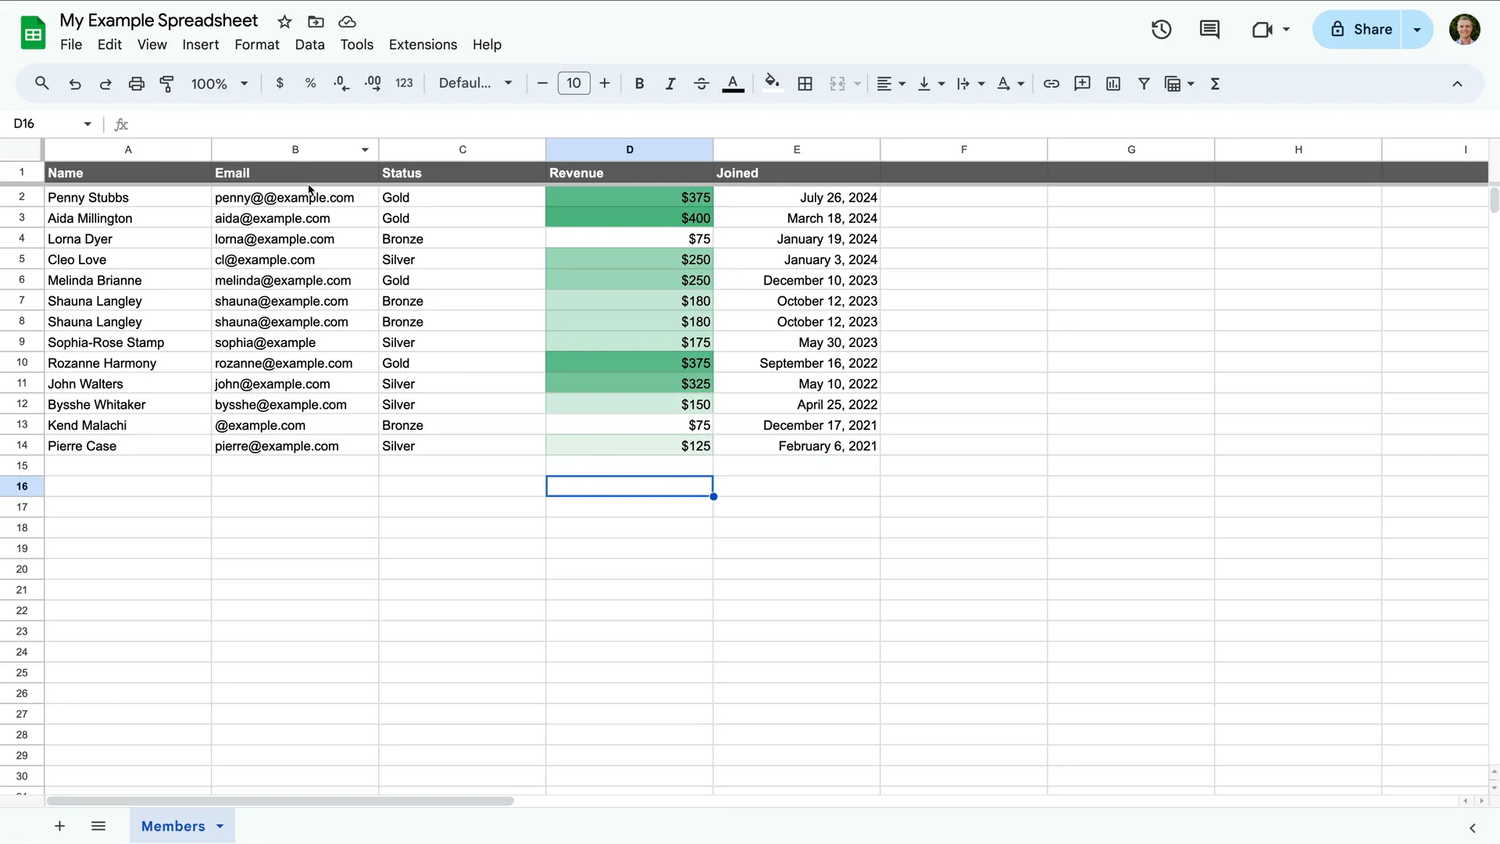 My Example Spreadsheet
File Edit View Insert Format Data Tools Extensions Help
Share
100% $ % .0 .00 123 Defaul... 10 B I S A A Σ
D16 fx
A B C D E F G H I
1 Name Email Status Revenue Joined
2 Penny Stubbs penny@@example.com Gold $375 July 26, 2024
3 Aida Millington aida@example.com Gold $400 March 18, 2024
4 Lorna Dyer lorna@example.com Bronze $75 January 19, 2024
5 Cleo Love cl@example.com Silver $250 January 3, 2024
6 Melinda Brianne melinda@example.com Gold $250 December 10, 2023
7 Shauna Langley shauna@example.com Bronze $180 October 12, 2023
8 Shauna Langley shauna@example.com Bronze $180 October 12, 2023
9 Sophia-Rose Stamp sophia@example Silver $175 May 30, 2023
10 Rozanne Harmony rozanne@example.com Gold $375 September 16, 2022
11 John Walters john@example.com Silver $325 May 10, 2022
12 Bysshe Whitaker bysshe@example.com Silver $150 April 25, 2022
13 Kend Malachi @example.com Bronze $75 December 17, 2021
14 Pierre Case pierre@example.com Silver $125 February 6, 2021
15
16
17
18
19
20
21
22
23
24
25
26
27
28
29
30
Members